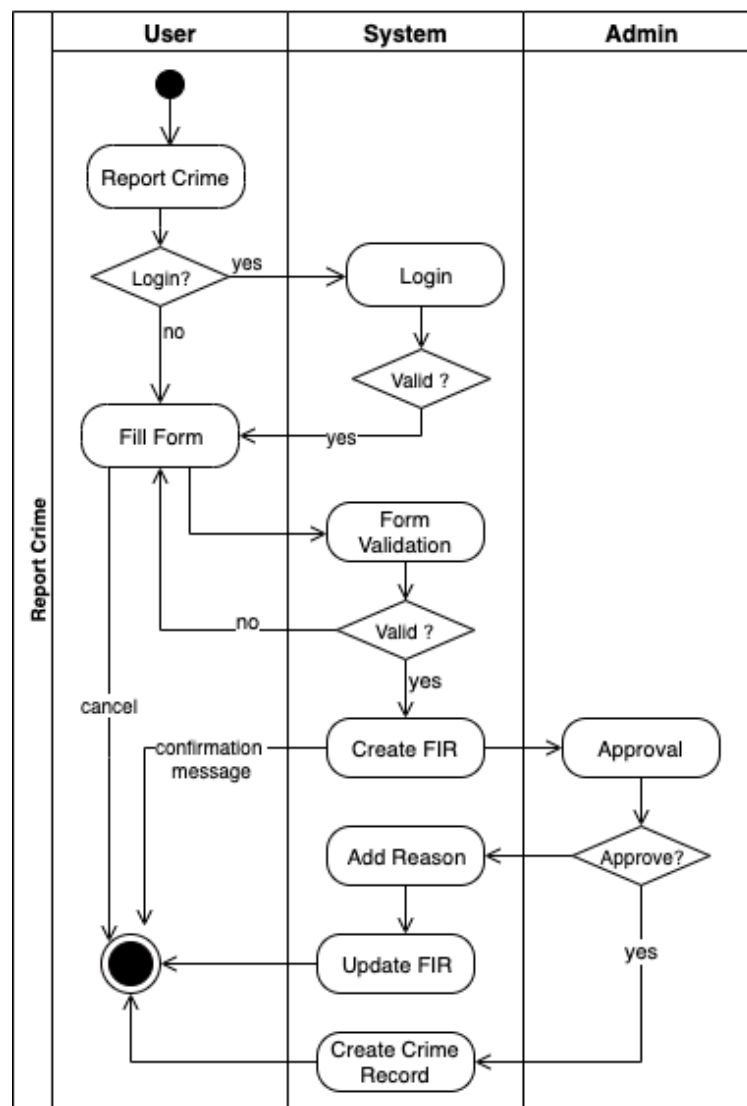 User
System
Admin
Report Crime
Report Crime
Login?
yes
Login
no
Valid ?
Fill Form
yes
Form
Validation
no
Valid ?
yes
cancel
confirmation
message
Create FIR
Approval
Add Reason
Approve?
Update FIR
yes
Create Crime
Record